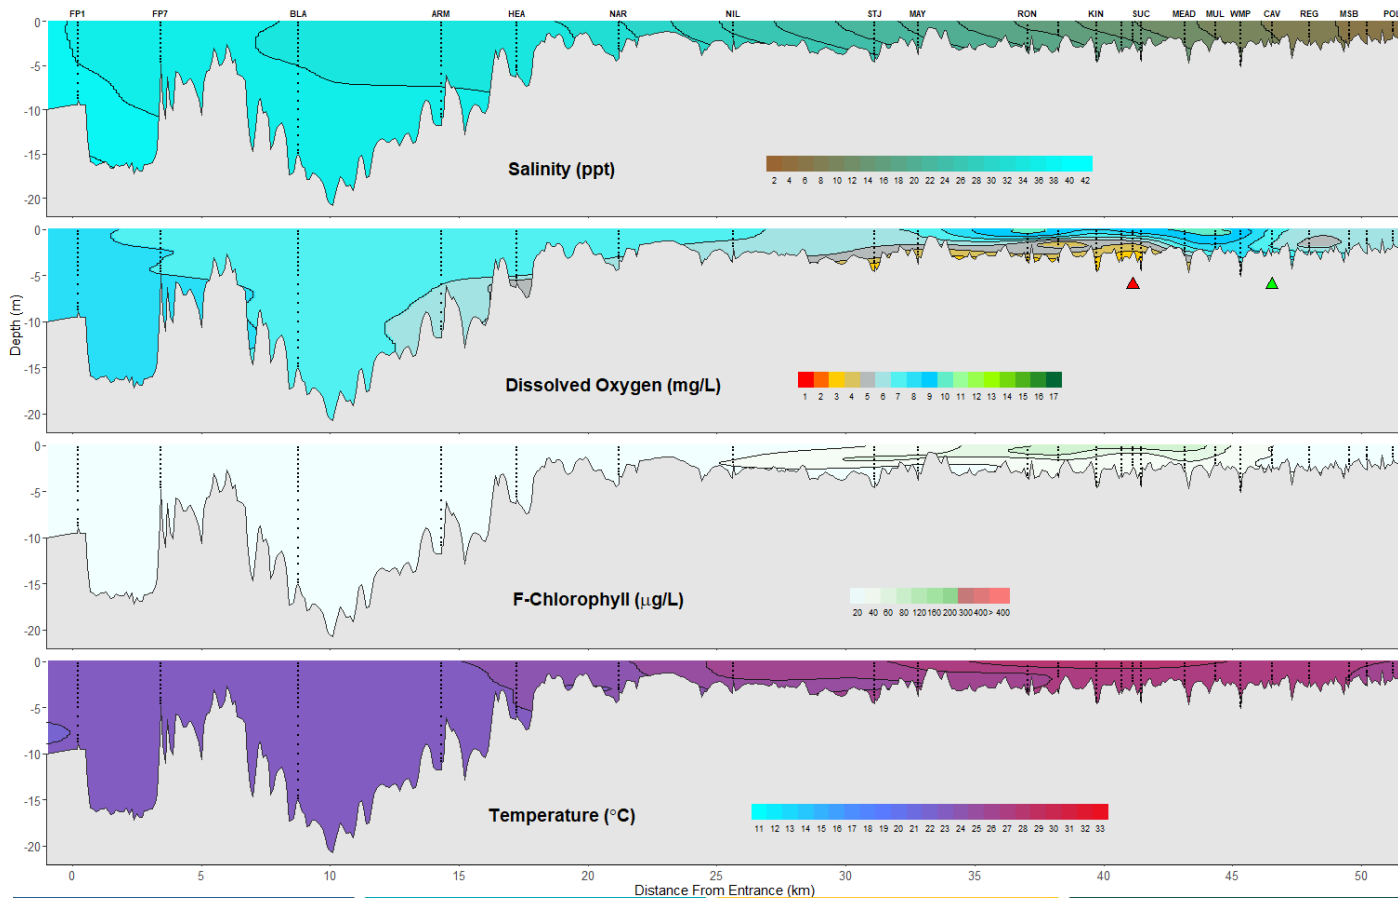 FP1 FP7 BLA ARM HEA NAR NIL STJ MAY RON KIN SUC MEAD MUL WMP CAV REG MSB POL
0
-5
-10
-15
-20
Salinity (ppt)
2 4 6 8 10 12 14 16 18 20 22 24 26 28 30 32 34 36 38 40 42
0
-5
-10
-15
-20
Depth (m)
Dissolved Oxygen (mg/L)
1 2 3 4 5 6 7 8 9 10 11 12 13 14 15 16 17
0
-5
-10
-15
-20
F-Chlorophyll (μg/L)
20 40 60 80 120 160 200 300 400 > 400
0
-5
-10
-15
-20
Temperature (°C)
11 12 13 14 15 16 17 18 19 20 21 22 23 24 25 26 27 28 29 30 31 32 33
0 5 10 15 20 25 30 35 40 45 50
Distance From Entrance (km)